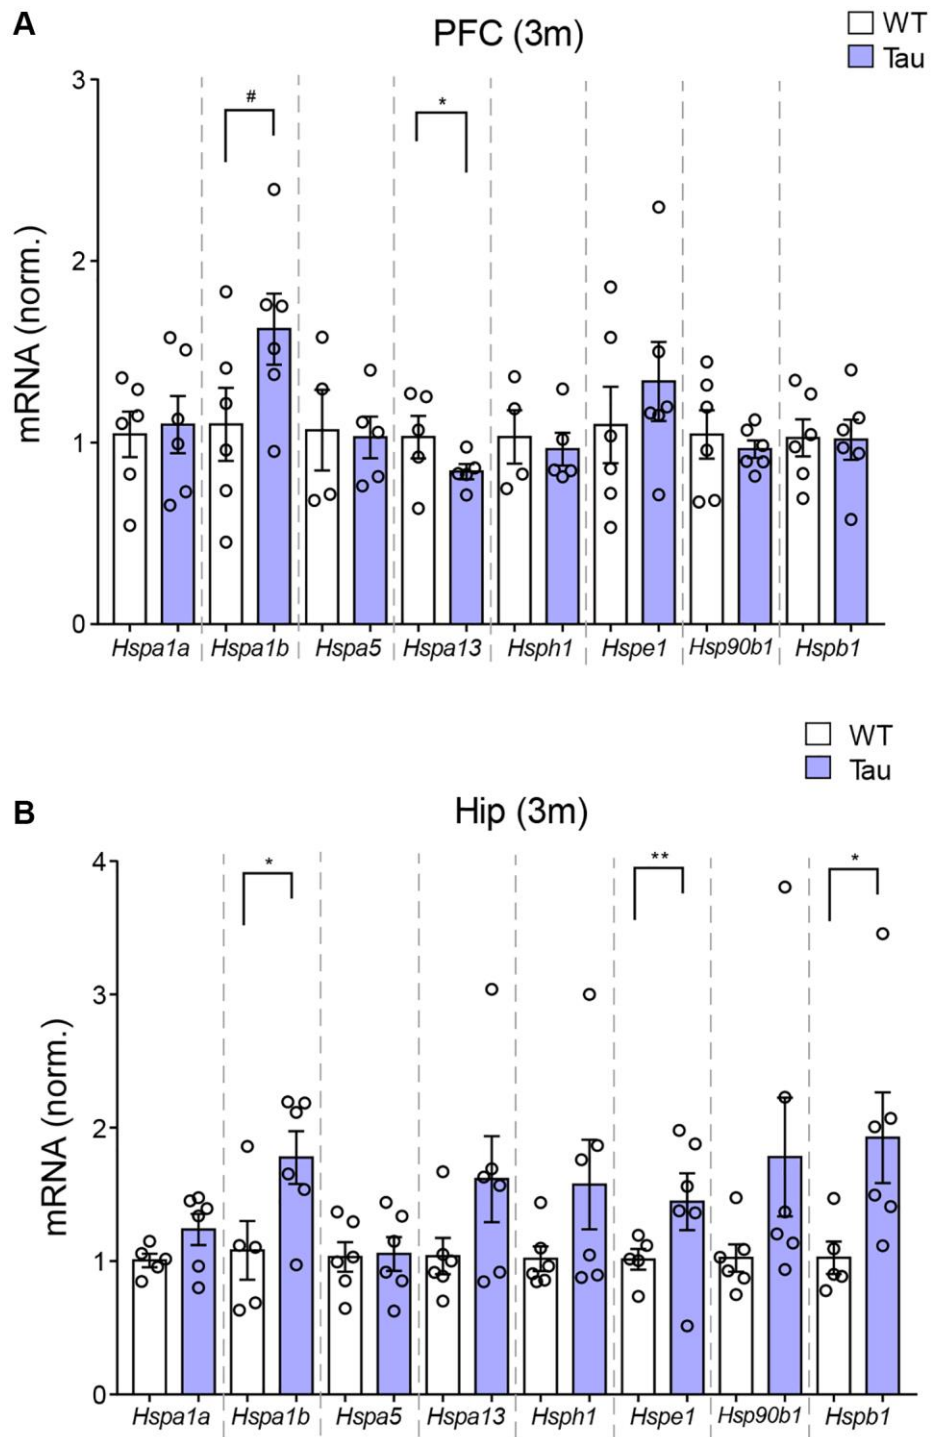 A
PFC (3m)
WT
Tau
mRNA (norm.)
3
2
1
0
#
*
Hspa1a Hspa1b Hspa5 Hspa13 Hsph1 Hspe1 Hsp90b1 Hspb1
WT
Tau
B
Hip (3m)
mRNA (norm.)
4
3
2
1
0
*
**
*
Hspa1a Hspa1b Hspa5 Hspa13 Hsph1 Hspe1 Hsp90b1 Hspb1